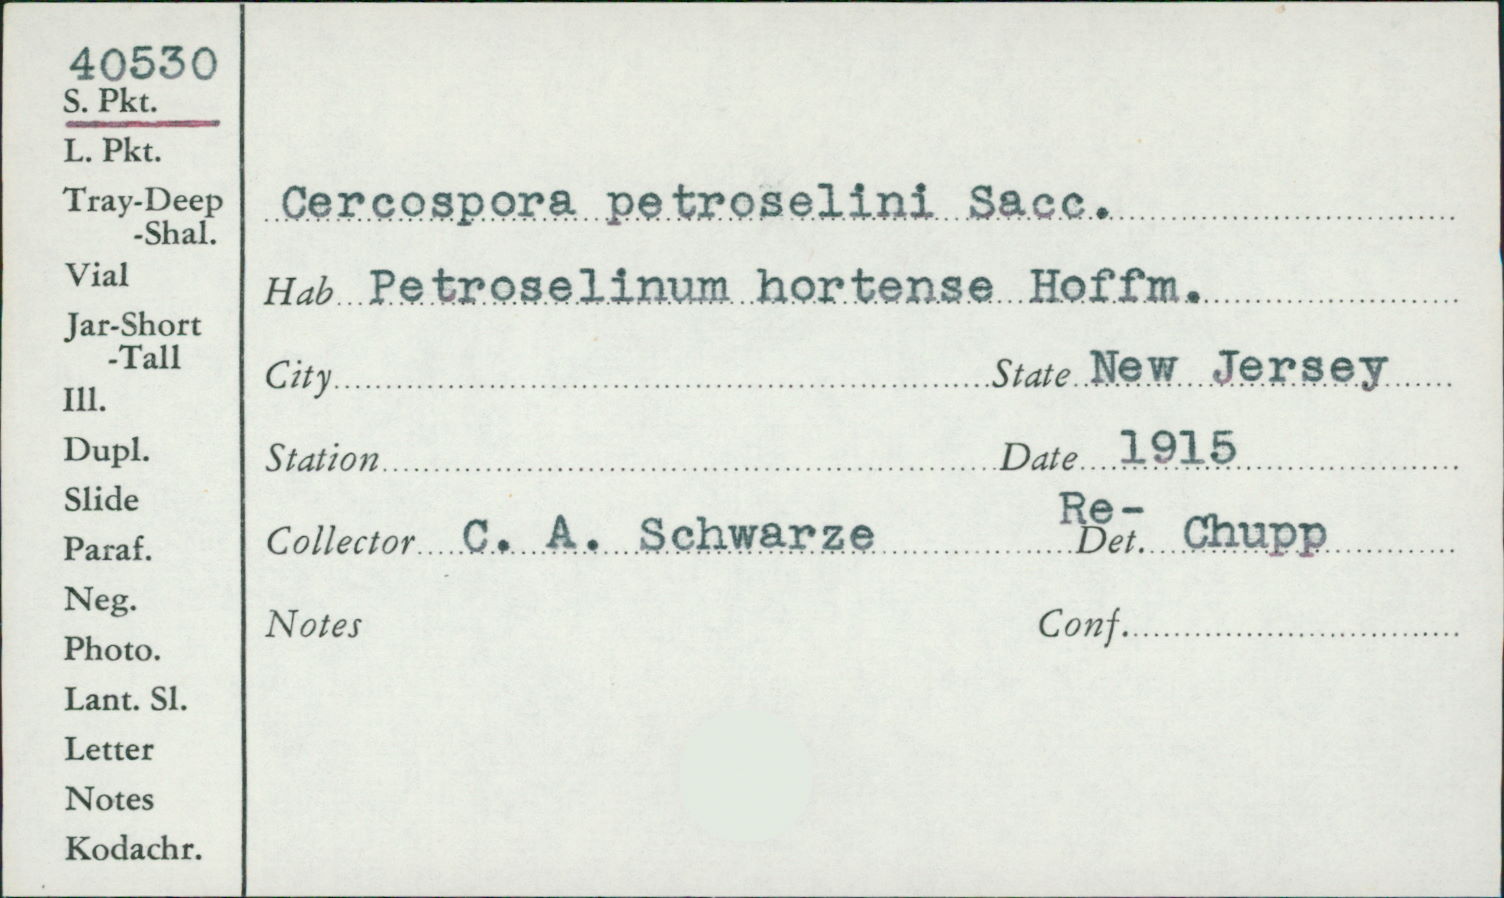 40530
S. Pkt.
L. Pkt.
Tray-Deep
-Shal.
Vial
Jar-Short
-Tall
Ill.
Dupl.
Slide
Paraf.
Neg.
Photo.
Lant. Sl.
Letter
Notes
Kodachr.
Cercospora petroselini Sacc.
Hab Petroselinum hortense Hoffm.
City State New Jersey
Station Date 1915
Collector C. A. Schwarze Re-Det. Chupp
Notes Conf.